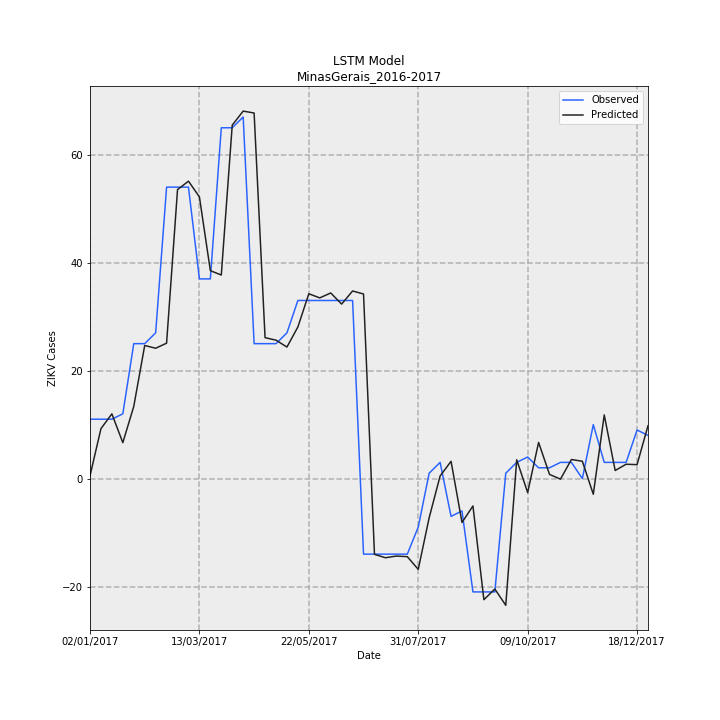 LSTM Model
MinasGerais_2016-2017
Observed
Predicted
ZIKV Cases
60
40
20
0
−20
02/01/2017
13/03/2017
22/05/2017
31/07/2017
09/10/2017
18/12/2017
Date